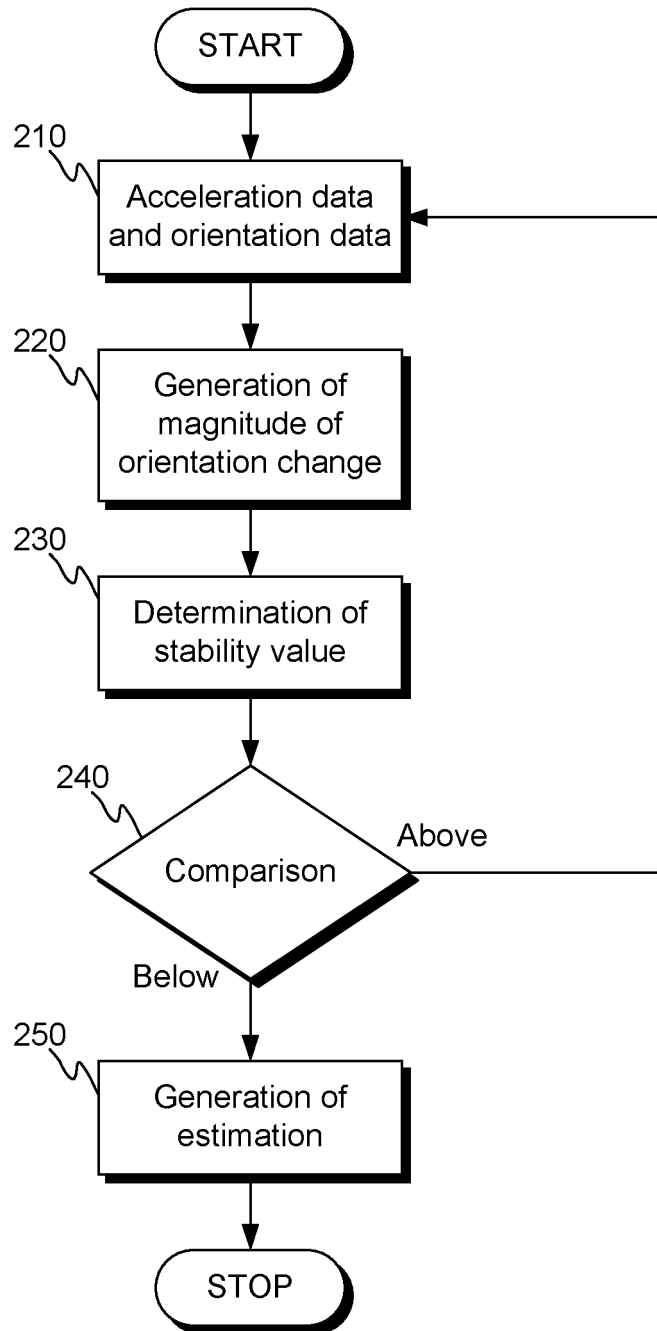 START
210
Acceleration data
and orientation data
220
Generation of
magnitude of
orientation change
230
Determination of
stability value
240
Comparison
Above
Below
250
Generation of
estimation
STOP